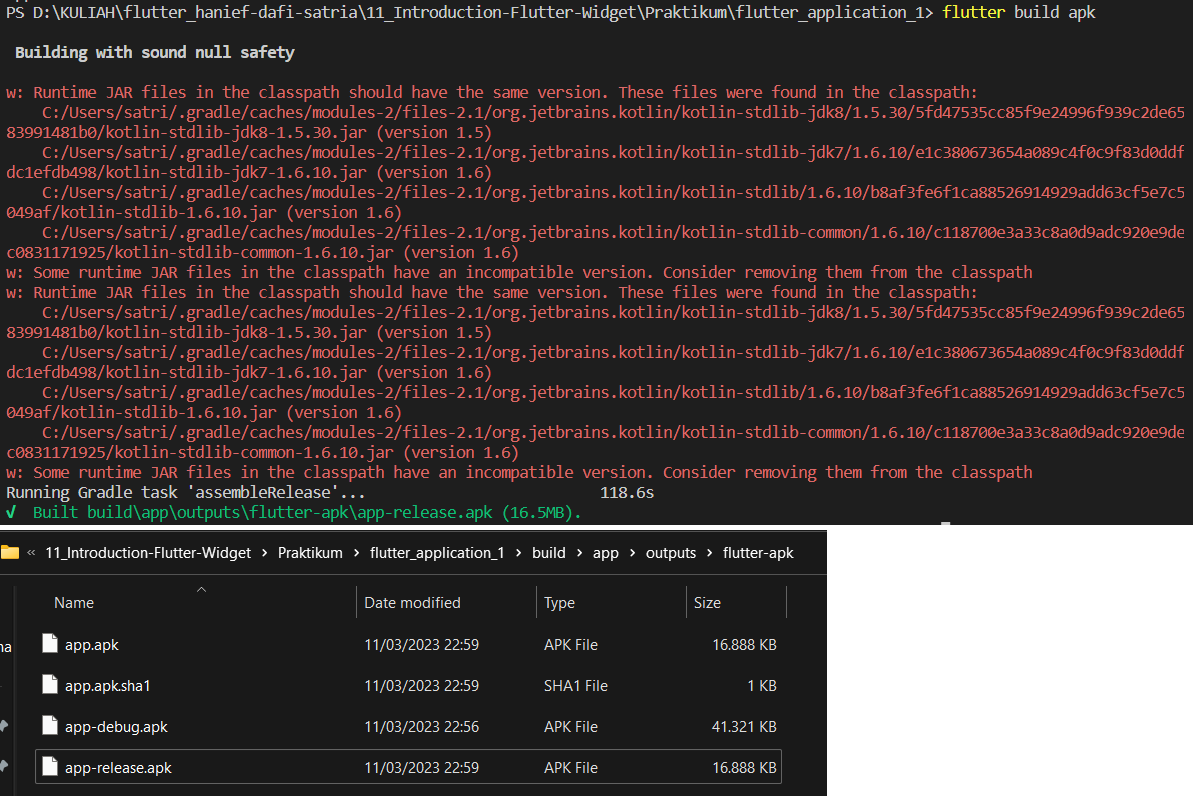 PS D:\KULIAH\flutter_hanief-dafi-satria\11_Introduction-Flutter-Widget\Praktikum\flutter_application_1> flutter build apk
Building with sound null safety
w: Runtime JAR files in the classpath should have the same version. These files were found in the classpath:
C:/Users/satri/.gradle/caches/modules-2/files-2.1/org.jetbrains.kotlin/kotlin-stdlib-jdk8/1.5.30/5fd47535cc85f9e24996f939c2de65
83991481b0/kotlin-stdlib-jdk8-1.5.30.jar (version 1.5)
C:/Users/satri/.gradle/caches/modules-2/files-2.1/org.jetbrains.kotlin/kotlin-stdlib-jdk7/1.6.10/e1c380673654a089c4f0c9f83d0ddf
dc1efdb498/kotlin-stdlib-jdk7-1.6.10.jar (version 1.6)
C:/Users/satri/.gradle/caches/modules-2/files-2.1/org.jetbrains.kotlin/kotlin-stdlib/1.6.10/b8af3fe6f1ca88526914929add63cf5e7c5
049af/kotlin-stdlib-1.6.10.jar (version 1.6)
C:/Users/satri/.gradle/caches/modules-2/files-2.1/org.jetbrains.kotlin/kotlin-stdlib-common/1.6.10/c118700e3a33c8a0d9adc920e9de
c0831171925/kotlin-stdlib-common-1.6.10.jar (version 1.6)
w: Some runtime JAR files in the classpath have an incompatible version. Consider removing them from the classpath
w: Runtime JAR files in the classpath should have the same version. These files were found in the classpath:
C:/Users/satri/.gradle/caches/modules-2/files-2.1/org.jetbrains.kotlin/kotlin-stdlib-jdk8/1.5.30/5fd47535cc85f9e24996f939c2de65
83991481b0/kotlin-stdlib-jdk8-1.5.30.jar (version 1.5)
C:/Users/satri/.gradle/caches/modules-2/files-2.1/org.jetbrains.kotlin/kotlin-stdlib-jdk7/1.6.10/e1c380673654a089c4f0c9f83d0ddf
dc1efdb498/kotlin-stdlib-jdk7-1.6.10.jar (version 1.6)
C:/Users/satri/.gradle/caches/modules-2/files-2.1/org.jetbrains.kotlin/kotlin-stdlib/1.6.10/b8af3fe6f1ca88526914929add63cf5e7c5
049af/kotlin-stdlib-1.6.10.jar (version 1.6)
C:/Users/satri/.gradle/caches/modules-2/files-2.1/org.jetbrains.kotlin/kotlin-stdlib-common/1.6.10/c118700e3a33c8a0d9adc920e9de
c0831171925/kotlin-stdlib-common-1.6.10.jar (version 1.6)
w: Some runtime JAR files in the classpath have an incompatible version. Consider removing them from the classpath
Running Gradle task 'assembleRelease'... 118.6s
√ Built build\app\outputs\flutter-apk\app-release.apk (16.5MB).
« 11_Introduction-Flutter-Widget > Praktikum > flutter_application_1 > build > app > outputs > flutter-apk
Name Date modified Type Size
app.apk 11/03/2023 22:59 APK File 16.888 KB
app.apk.sha1 11/03/2023 22:59 SHA1 File 1 KB
app-debug.apk 11/03/2023 22:56 APK File 41.321 KB
app-release.apk 11/03/2023 22:59 APK File 16.888 KB